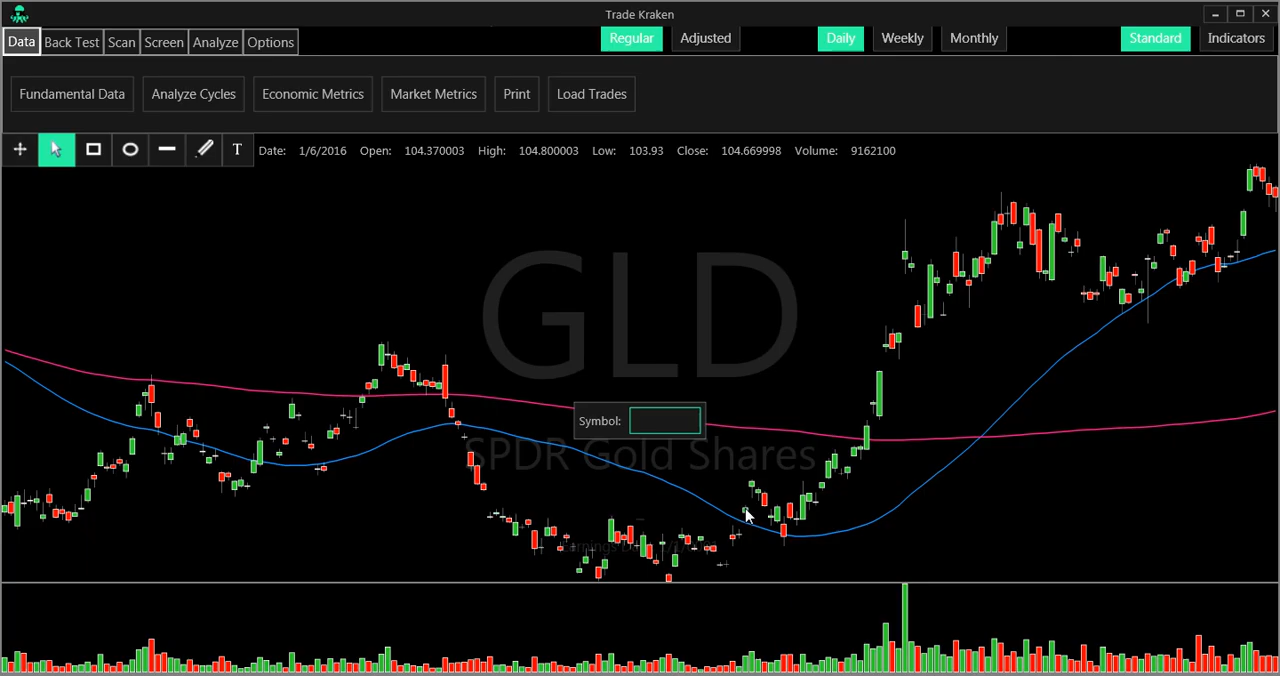 Trade Kraken
Data Back Test Scan Screen Analyze Options Regular Adjusted Daily Weekly Monthly Standard Indicators
Fundamental Data Analyze Cycles Economic Metrics Market Metrics Print Load Trades
T Date: 1/6/2016 Open: 104.370003 High: 104.800003 Low: 103.93 Close: 104.669998 Volume: 9162100
GLD
Symbol:
SPDR Gold Shares